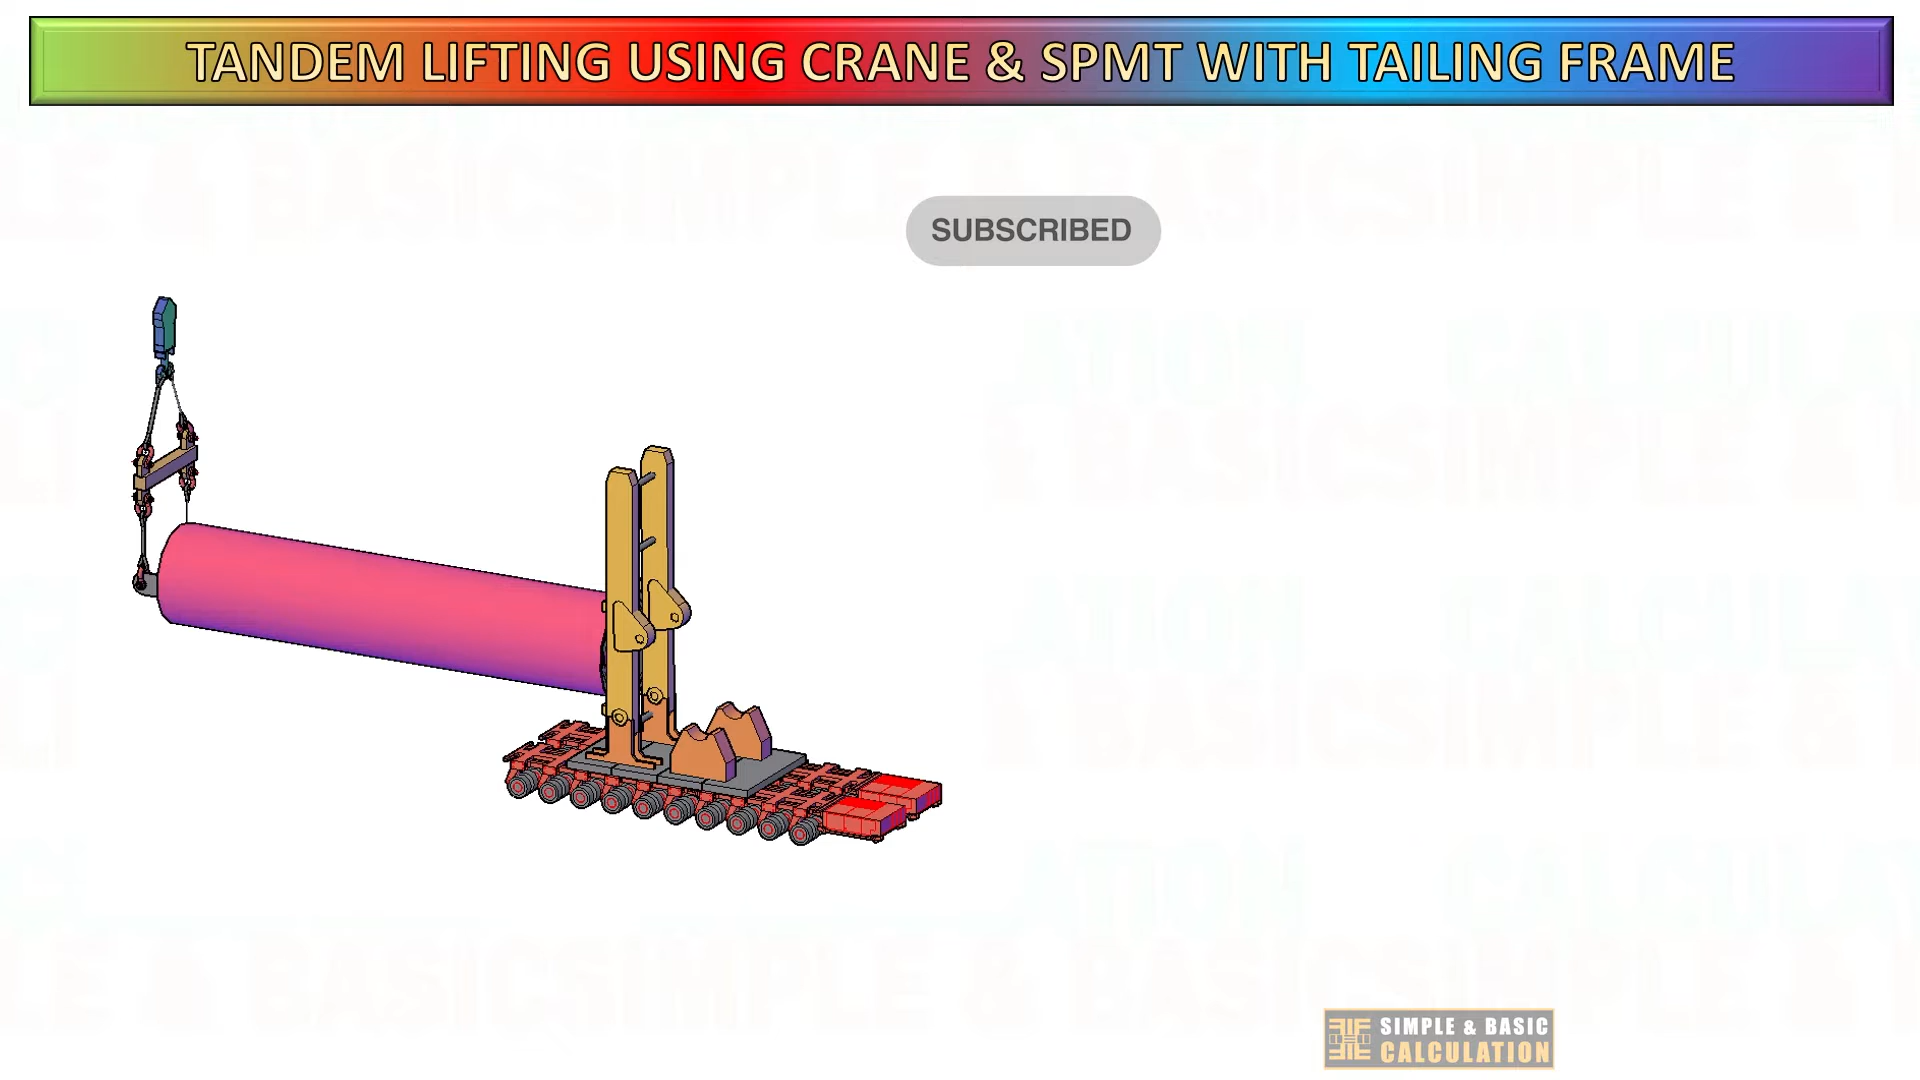 TANDEM LIFTING USING CRANE & SPMT WITH TAILING FRAME
SUBSCRIBED
SIMPLE & BASIC
CALCULATION